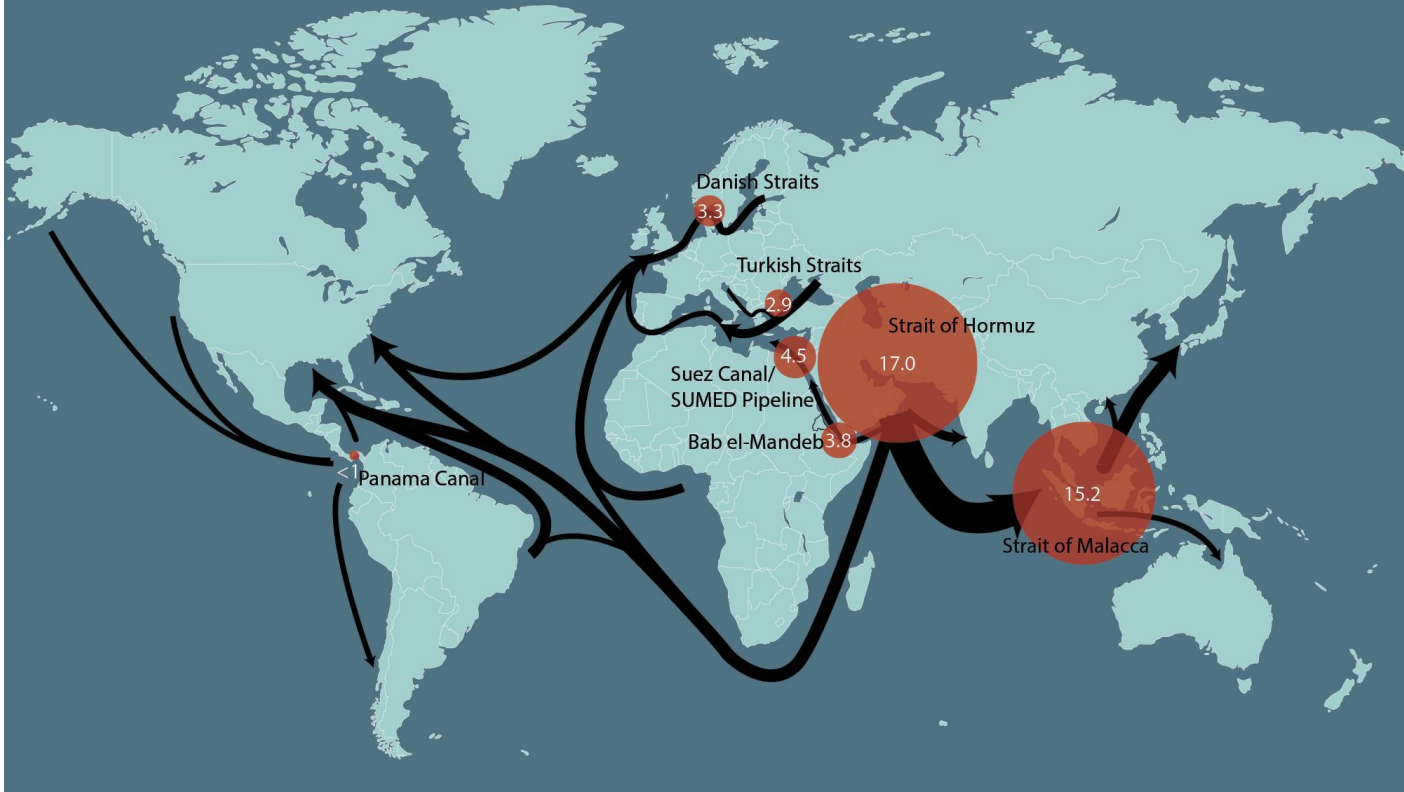 Danish Straits
3.3
Turkish Straits
2.9
Strait of Hormuz
17.0
4.5
Suez Canal/
SUMED Pipeline
Bab el-Mandeb
3.8
<1
Panama Canal
15.2
Strait of Malacca